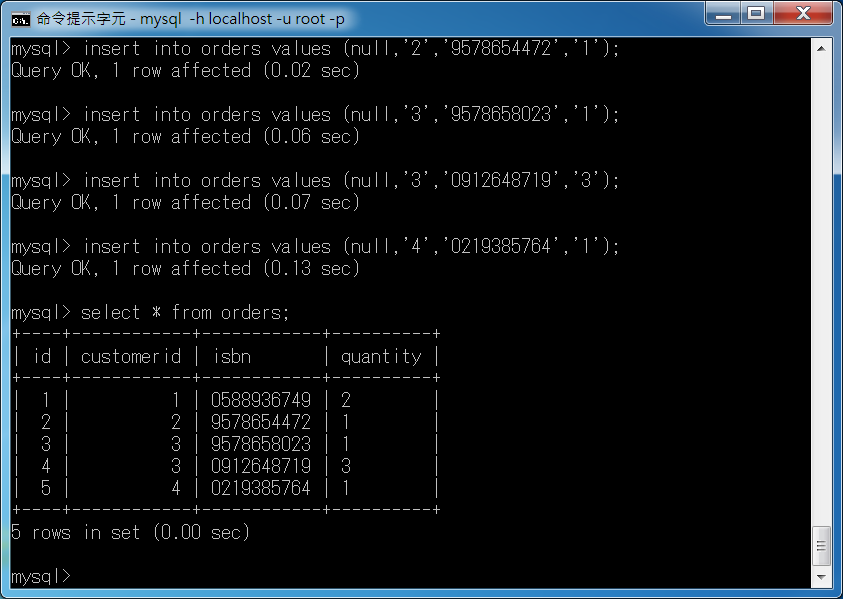 命令提示字元 - mysql  -h localhost -u root -p
mysql> insert into orders values (null,'2','9578654472','1');
Query OK, 1 row affected (0.02 sec)
mysql> insert into orders values (null,'3','9578658023','1');
Query OK, 1 row affected (0.06 sec)
mysql> insert into orders values (null,'3','0912648719','3');
Query OK, 1 row affected (0.07 sec)
mysql> insert into orders values (null,'4','0219385764','1');
Query OK, 1 row affected (0.13 sec)
mysql> select * from orders;
+----+------------+------------+----------+
| id | customerid | isbn       | quantity |
+----+------------+------------+----------+
|  1 |          1 | 0588936749 | 2        |
|  2 |          2 | 9578654472 | 1        |
|  3 |          3 | 9578658023 | 1        |
|  4 |          3 | 0912648719 | 3        |
|  5 |          4 | 0219385764 | 1        |
+----+------------+------------+----------+
5 rows in set (0.00 sec)
mysql>